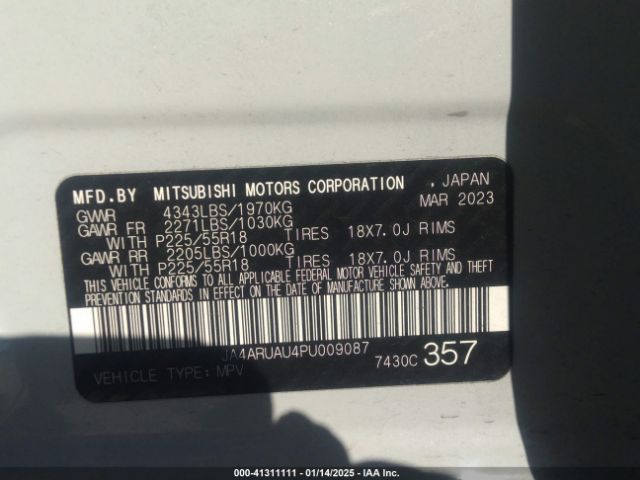 MFD.BY MITSUBISHI MOTORS CORPORATION , JAPAN
GVWR 4343LBS/1970KG MAR 2023
GAWR FR 2271LBS/1030KG
WITH P225/55R18 TIRES 18X7.0J RIMS
GAWR RR 2205LBS/1000KG
WITH P225/55R18 TIRES 18X7.0J RIMS
THIS VEHICLE CONFORMS TO ALL APPLICABLE FEDERAL MOTOR VEHICLE SAFETY AND THEFT
PREVENTION STANDARDS IN EFFECT ON THE DATE OF MANUFACTURE SHOWN ABOVE.
JA4ARUAU4PU009087
7430C 357
VEHICLE TYPE: MPV
000-41311111 - 01/14/2025 - IAA Inc.